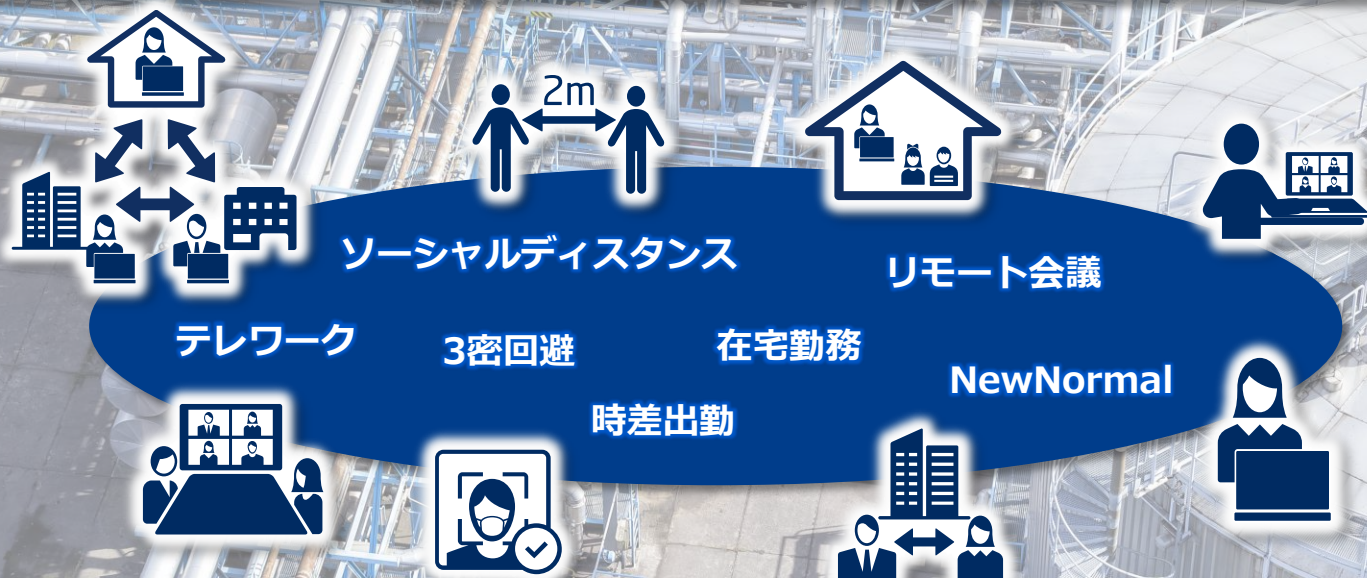 2m
ソーシャルディスタンス
リモート会議
テレワーク
3密回避
在宅勤務
NewNormal
時差出勤